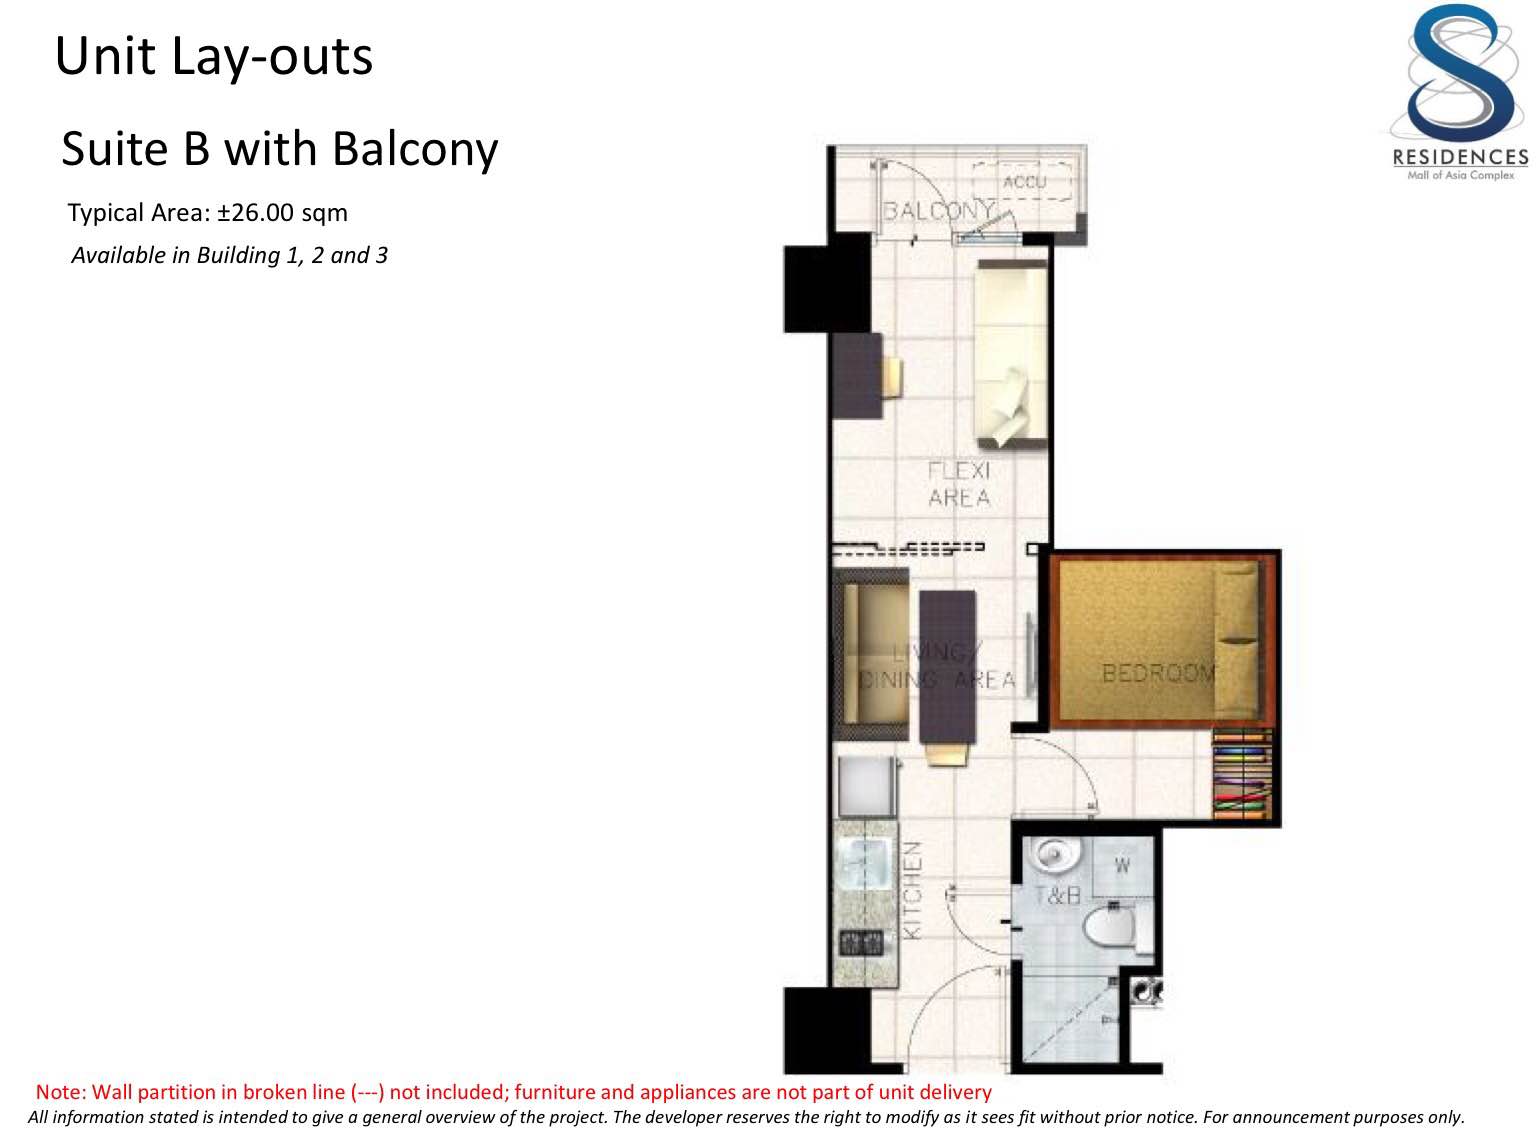 Unit Lay-outs
Suite B with Balcony
Typical Area: ±26.00 sqm
Available in Building 1, 2 and 3
S
RESIDENCES
Mall of Asia Complex
ACCU
BALCONY
FLEXI
AREA
LIVING/
DINING AREA
BEDROOM
KITCHEN
W
T&B
Note: Wall partition in broken line (---) not included; furniture and appliances are not part of unit delivery
All information stated is intended to give a general overview of the project. The developer reserves the right to modify as it sees fit without prior notice. For announcement purposes only.